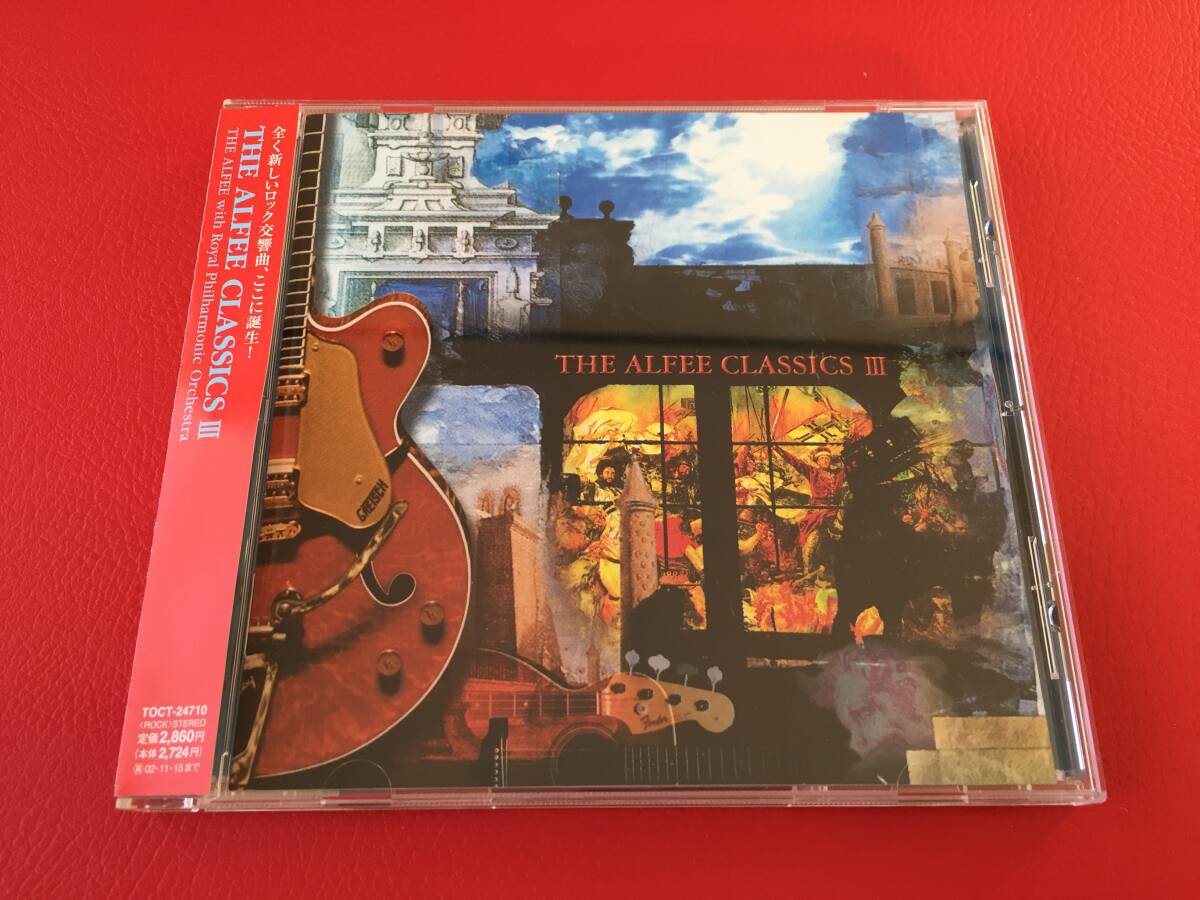 全く新しいロック交響曲、ここに誕生!
THE ALFEE CLASSICS III
THE ALFEE with Royal Philharmonic Orchestra
TOCT-24710
〈ROCK〉STEREO
定価2,860円
(本体2,724円)
02・11・15まで
THE ALFEE CLASSICS III
GRETSCH
Fender